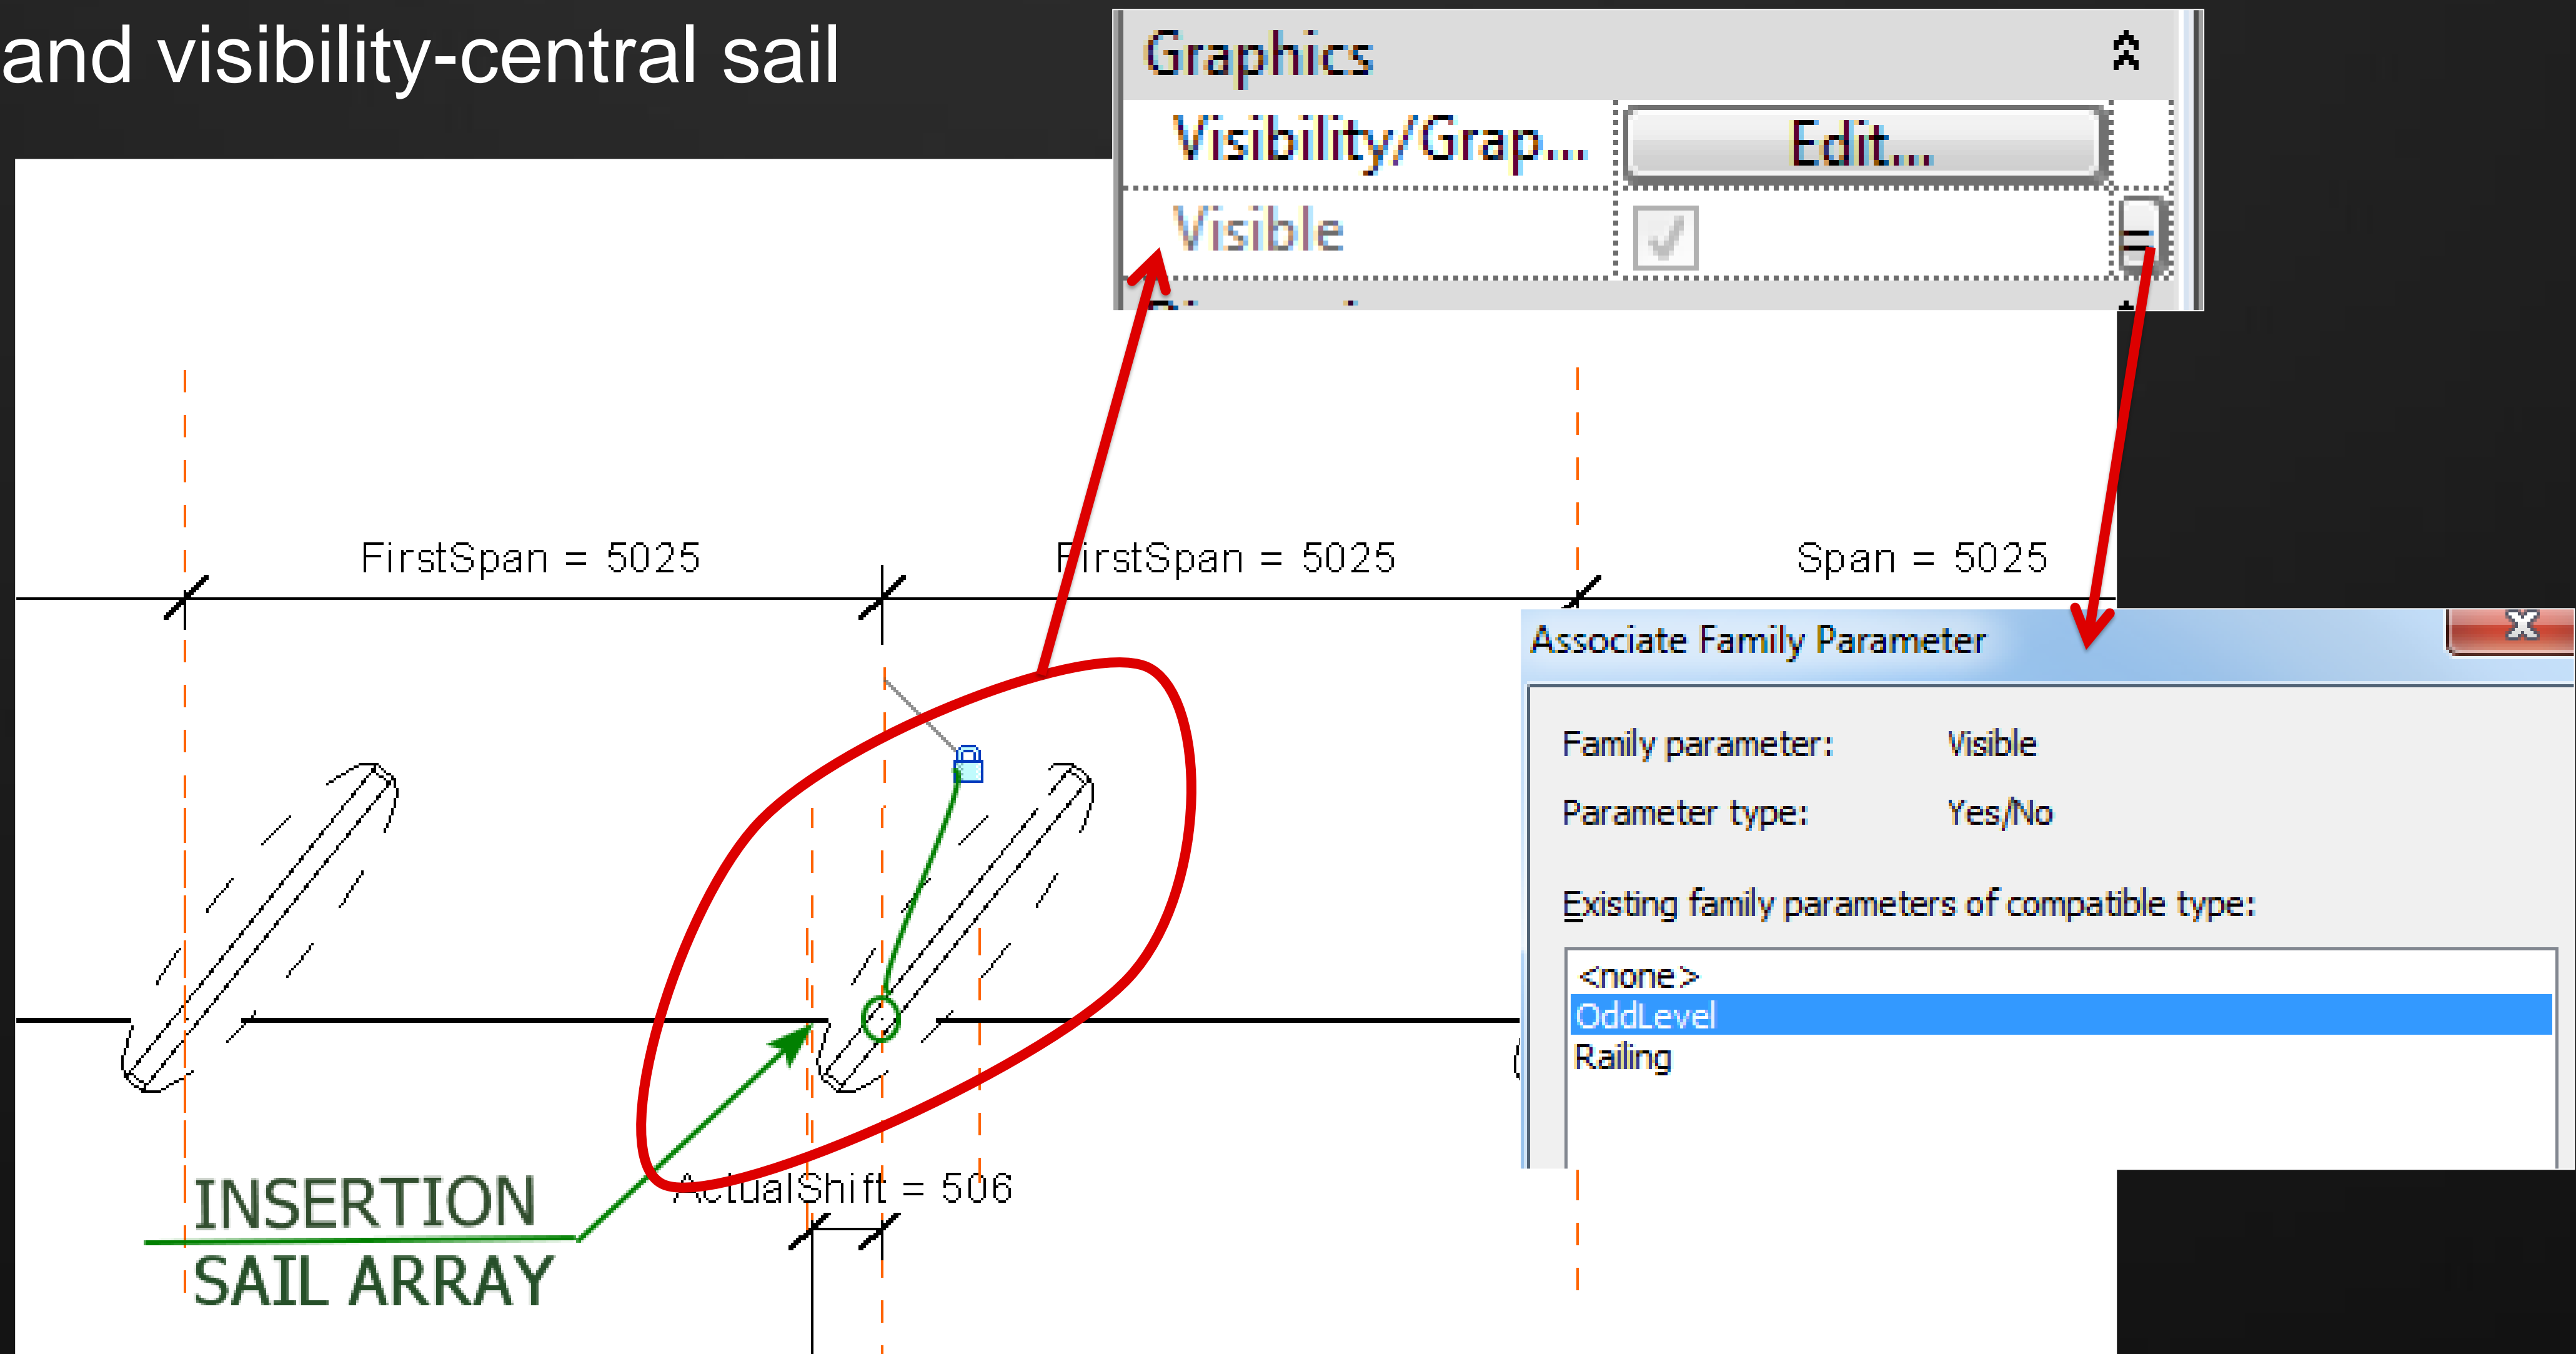 and visibility-central sail
Graphics
Visibility/Grap...
Edit...
Visible
FirstSpan = 5025
FirstSpan = 5025
Span = 5025
Associate Family Parameter
Family parameter:
Visible
Parameter type:
Yes/No
Existing family parameters of compatible type:
<none>
OddLevel
Railing
ActualShift = 506
INSERTION
SAIL ARRAY